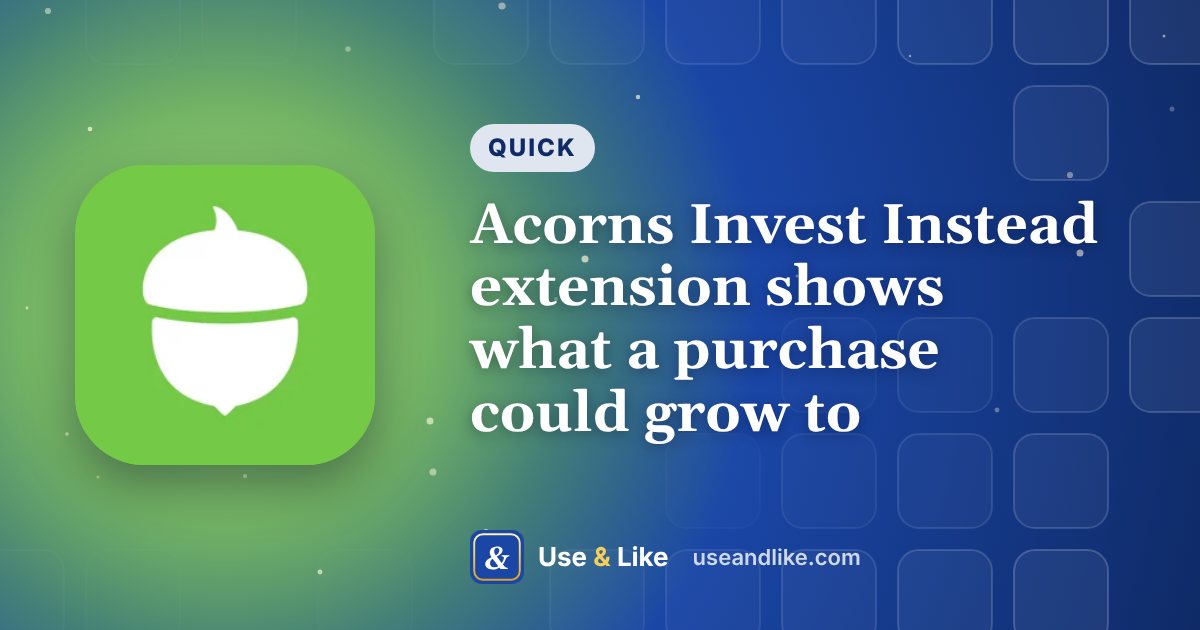 QUICK
Acorns Invest Instead
extension shows
what a purchase
could grow to
& Use & Like useandlike.com